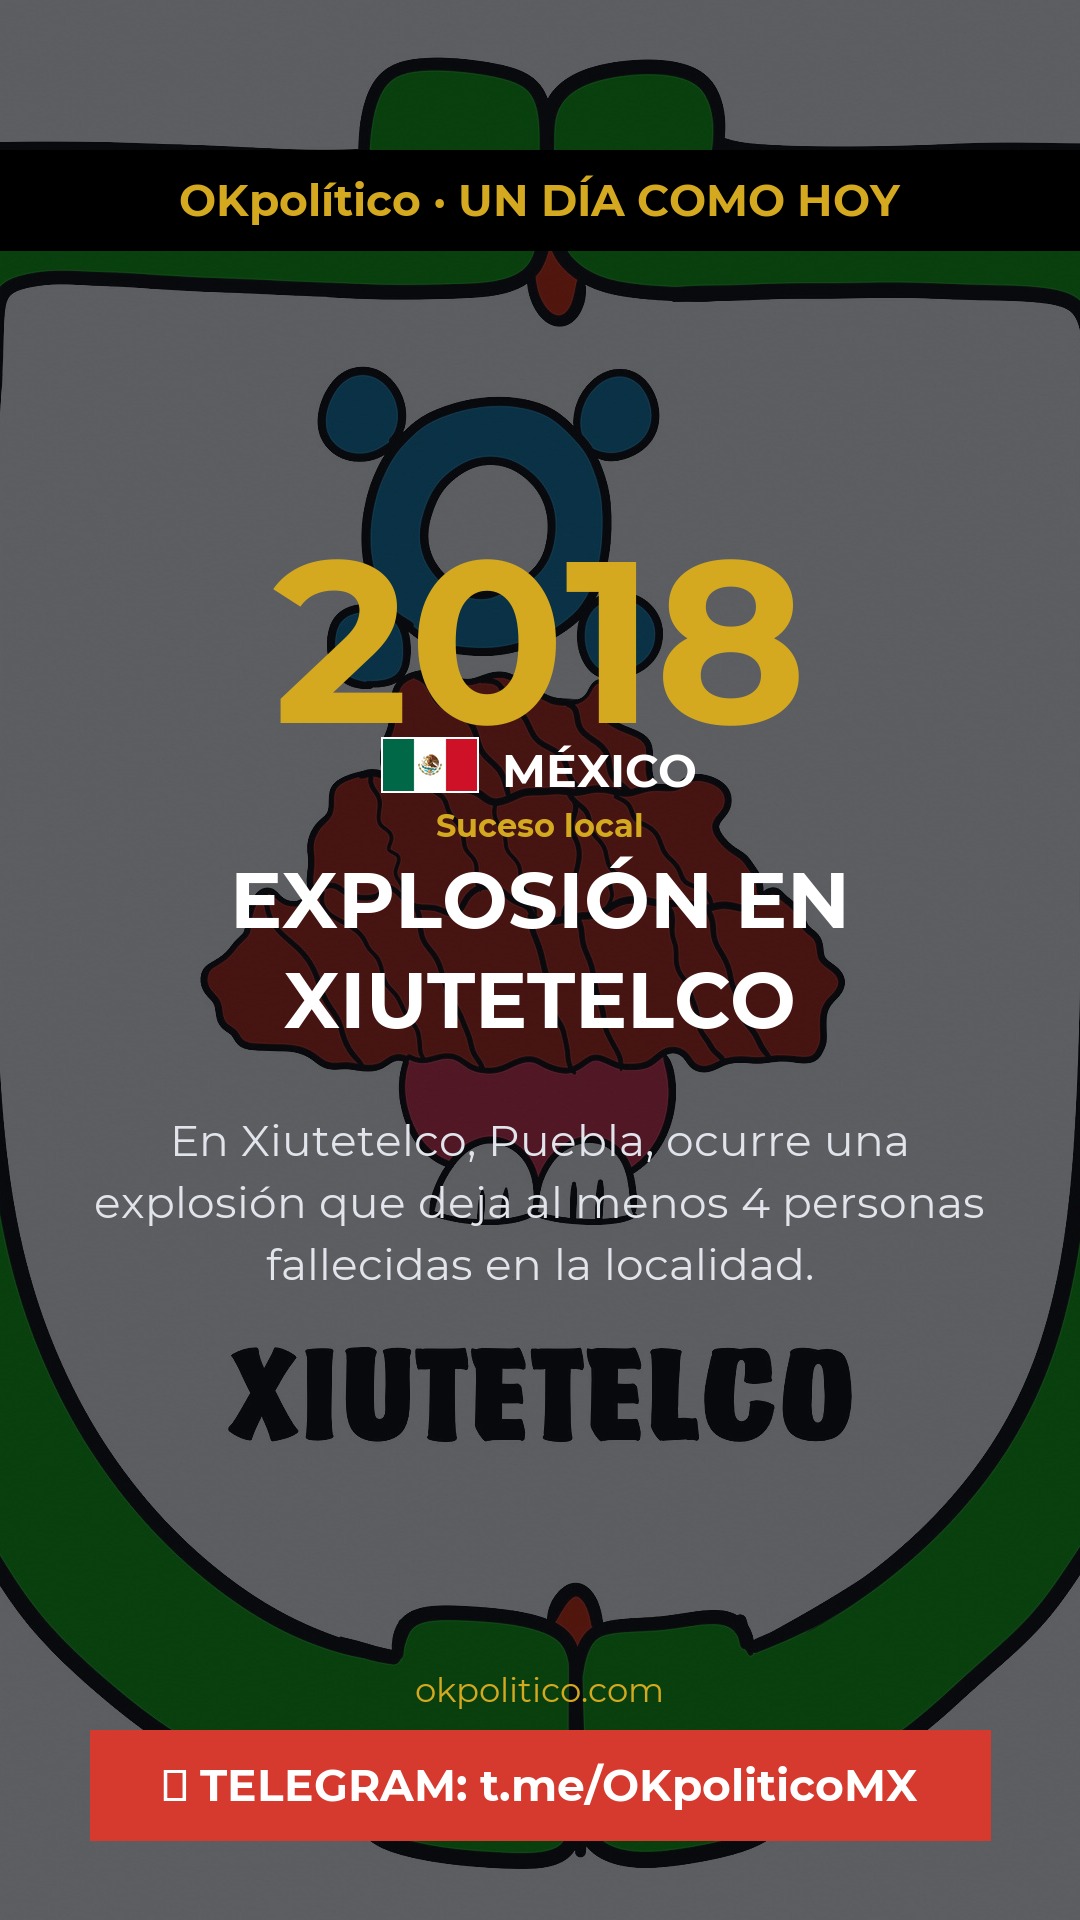 OKpolítico · UN DÍA COMO HOY
2018
MÉXICO
Suceso local
EXPLOSIÓN EN
XIUTETELCO
En Xiutetelco, Puebla, ocurre una
explosión que deja al menos 4 personas
fallecidas en la localidad.
XIUTETELCO
okpolitico.com
TELEGRAM: t.me/OKpoliticoMX